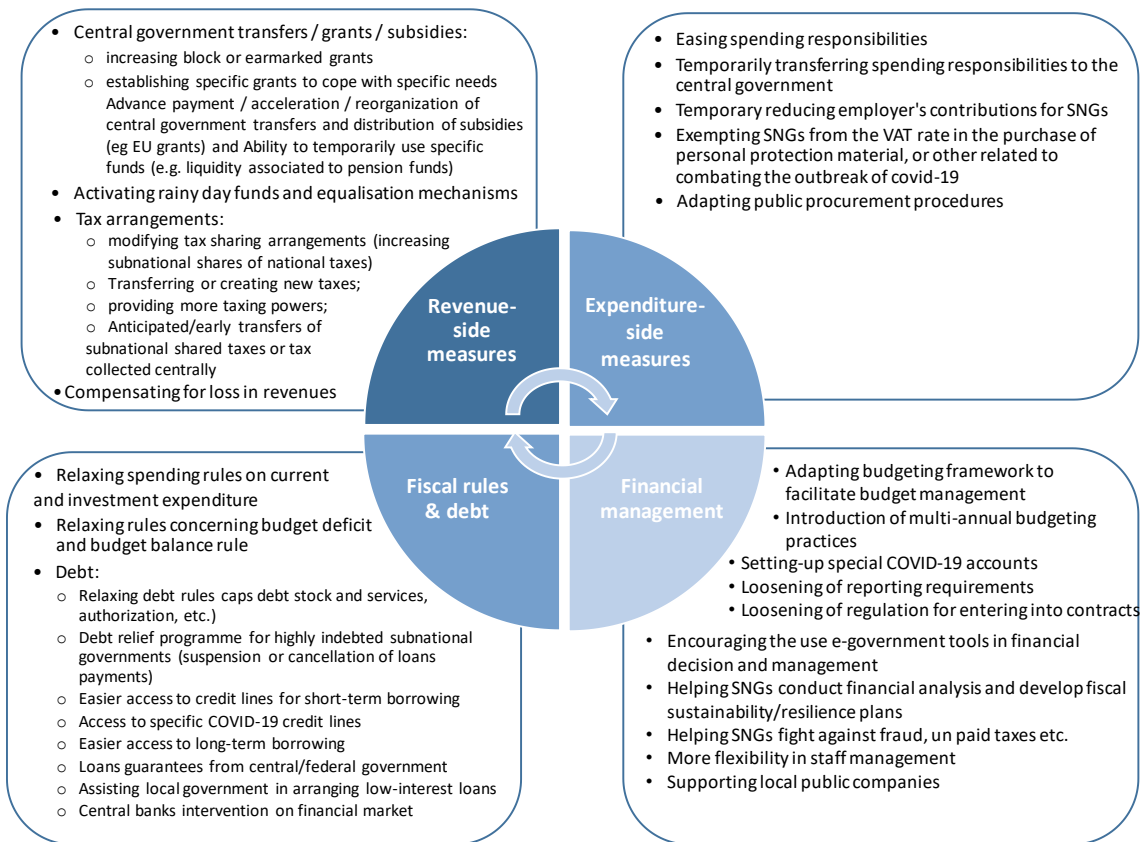 • Central government transfers / grants / subsidies:
○ increasing block or earmarked grants
○ establishing specific grants to cope with specific needs
Advance payment / acceleration / reorganization of
central government transfers and distribution of subsidies
(eg EU grants) and Ability to temporarily use specific
funds (e.g. liquidity associated to pension funds)
• Activating rainy day funds and equalisation mechanisms
• Tax arrangements:
○ modifying tax sharing arrangements (increasing
subnational shares of national taxes)
○ Transferring or creating new taxes;
○ providing more taxing powers;
○ Anticipated/early transfers of
subnational shared taxes or tax
collected centrally
• Compensating for loss in revenues
• Easing spending responsibilities
• Temporarily transferring spending responsibilities to the
central government
• Temporary reducing employer's contributions for SNGs
• Exempting SNGs from the VAT rate in the purchase of
personal protection material, or other related to
combating the outbreak of covid-19
• Adapting public procurement procedures
Revenue-
side
measures
Expenditure-
side
measures
Fiscal rules
& debt
Financial
management
• Relaxing spending rules on current
and investment expenditure
• Relaxing rules concerning budget deficit
and budget balance rule
• Debt:
○ Relaxing debt rules caps debt stock and services,
authorization, etc.)
○ Debt relief programme for highly indebted subnational
governments (suspension or cancellation of loans
payments)
○ Easier access to credit lines for short-term borrowing
○ Access to specific COVID-19 credit lines
○ Easier access to long-term borrowing
○ Loans guarantees from central/federal government
○ Assisting local government in arranging low-interest loans
○ Central banks intervention on financial market
• Adapting budgeting framework to
facilitate budget management
• Introduction of multi-annual budgeting
practices
• Setting-up special COVID-19 accounts
• Loosening of reporting requirements
• Loosening of regulation for entering into contracts
• Encouraging the use e-government tools in financial
decision and management
• Helping SNGs conduct financial analysis and develop fiscal
sustainability/resilience plans
• Helping SNGs fight against fraud, un paid taxes etc.
• More flexibility in staff management
• Supporting local public companies